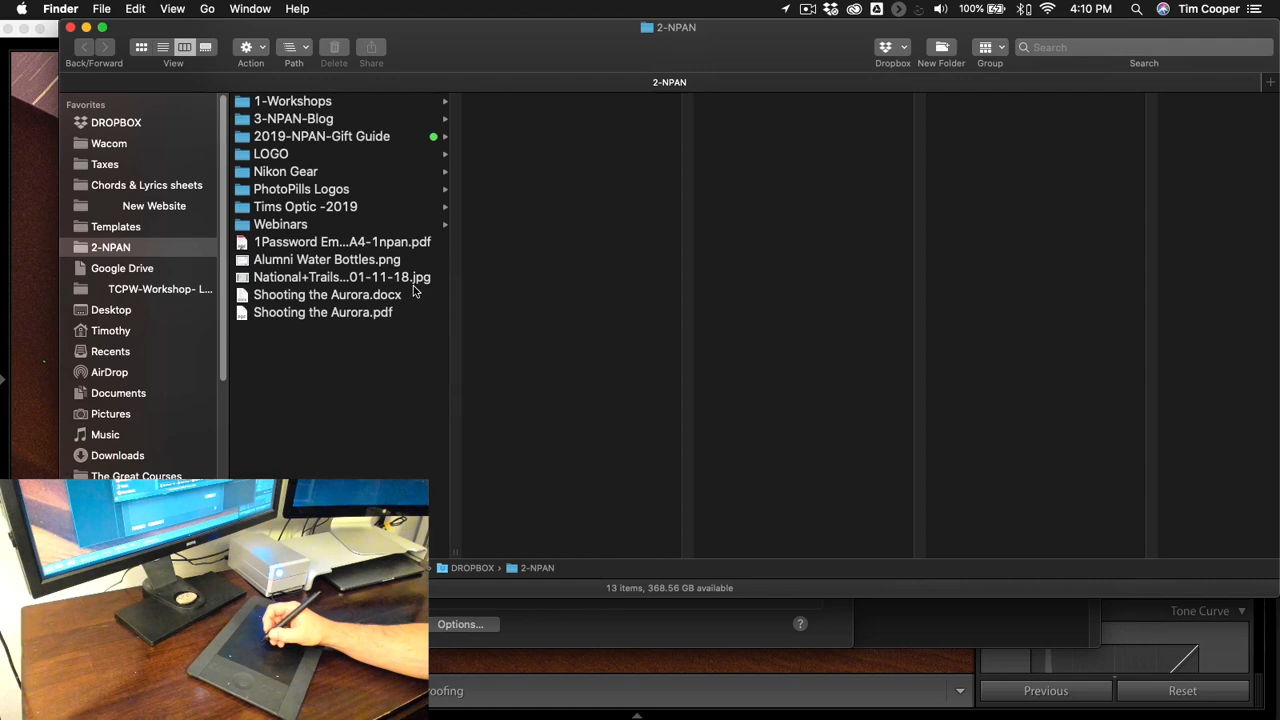 Finder File Edit View Go Window Help 100% 4:10 PM Tim Cooper
2-NPAN
Back/Forward View Action Path Delete Share Dropbox New Folder Group Search Search
2-NPAN
Favorites
DROPBOX
Wacom
Taxes
Chords & Lyrics sheets
New Website
Templates
2-NPAN
Google Drive
TCPW-Workshop- L...
Desktop
Timothy
Recents
AirDrop
Documents
Pictures
Music
Downloads
The Great Courses
1-Workshops
3-NPAN-Blog
2019-NPAN-Gift Guide
LOGO
Nikon Gear
PhotoPills Logos
Tims Optic -2019
Webinars
1Password Em...A4-1npan.pdf
Alumni Water Bottles.png
National+Trails...01-11-18.jpg
Shooting the Aurora.docx
Shooting the Aurora.pdf
DROPBOX › 2-NPAN
13 items, 368.56 GB available
Options... ?
Tone Curve
oofing
Previous Reset